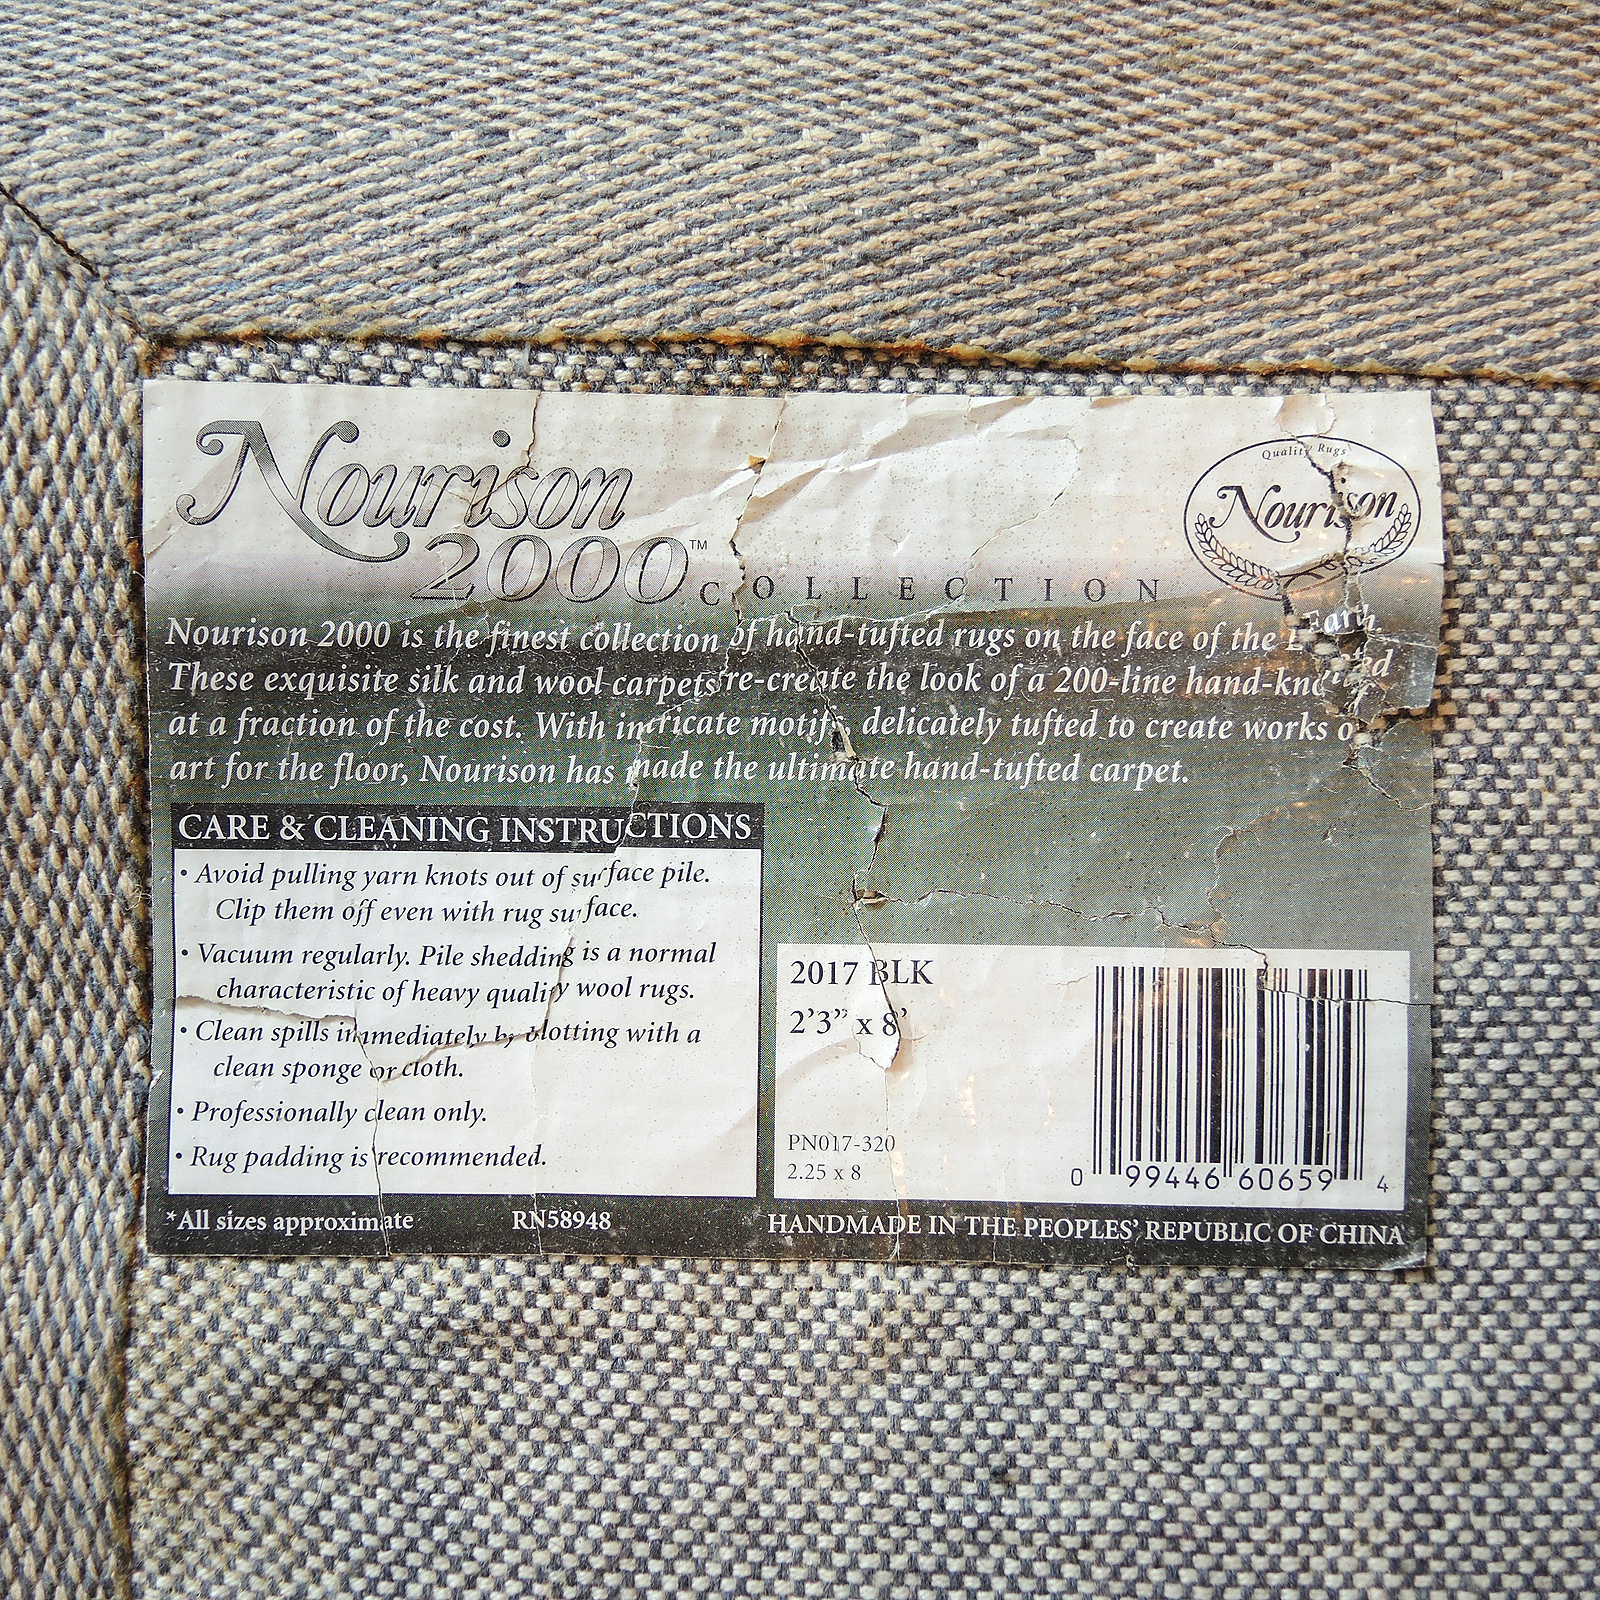 Nourison
2000™ COLLECTION
Quality Rugs
Nourison
Nourison 2000 is the finest collection of hand-tufted rugs on the face of the Earth.
These exquisite silk and wool carpets re-create the look of a 200-line hand-knotted
at a fraction of the cost. With intricate motifs, delicately tufted to create works of
art for the floor, Nourison has made the ultimate hand-tufted carpet.
CARE & CLEANING INSTRUCTIONS
• Avoid pulling yarn knots out of surface pile.
Clip them off even with rug surface.
• Vacuum regularly. Pile shedding is a normal
characteristic of heavy quality wool rugs.
• Clean spills immediately by blotting with a
clean sponge or cloth.
• Professionally clean only.
• Rug padding is recommended.
2017 BLK
2'3" x 8'
PN017-320
2.25 x 8
0 99446 60659 4
*All sizes approximate RN58948 HANDMADE IN THE PEOPLES' REPUBLIC OF CHINA